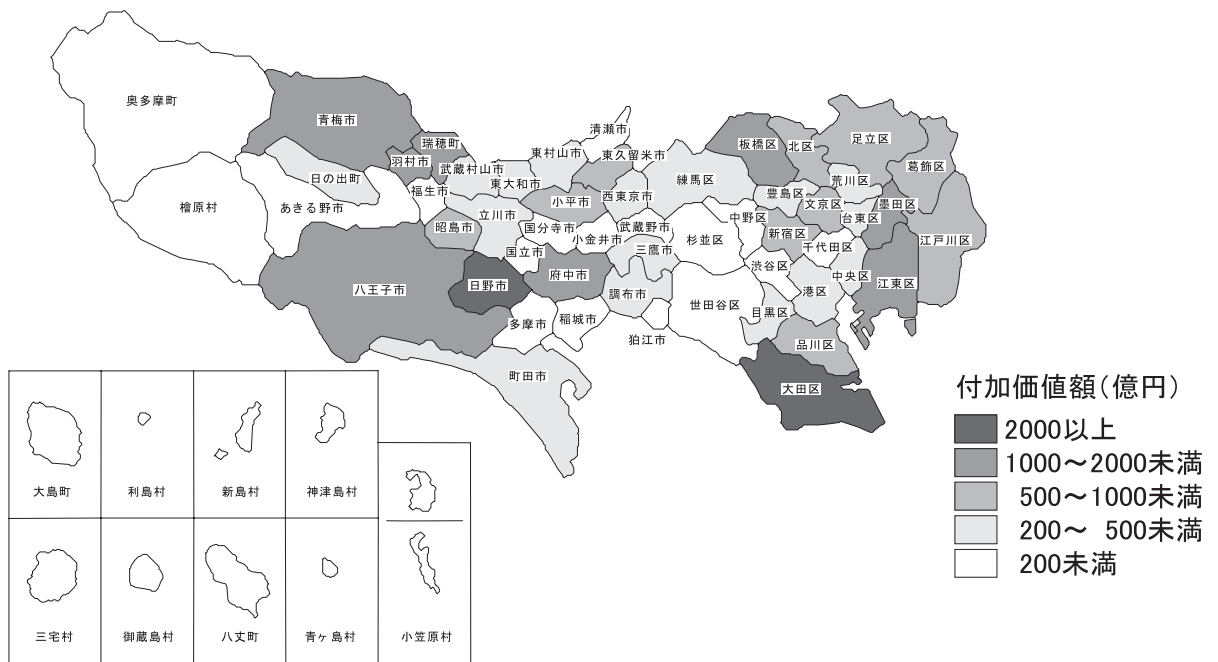 奥多摩町
青梅市
瑞穂町
羽村市
日の出町
檜原村
あきる野市
福生市
武蔵村山市
東大和市
東村山市
清瀬市
東久留米市
小平市
西東京市
昭島市
立川市
国分寺市
小金井市
武蔵野市
三鷹市
国立市
府中市
調布市
八王子市
日野市
多摩市
稲城市
狛江市
町田市
練馬区
板橋区
北区
足立区
葛飾区
荒川区
豊島区
文京区
台東区
墨田区
江戸川区
中野区
新宿区
千代田区
杉並区
渋谷区
中央区
江東区
港区
世田谷区
目黒区
品川区
大田区
大島町
利島村
新島村
神津島村
三宅村
御蔵島村
八丈町
青ヶ島村
小笠原村
付加価値額(億円)
2000以上
1000～2000未満
500～1000未満
200～ 500未満
200未満